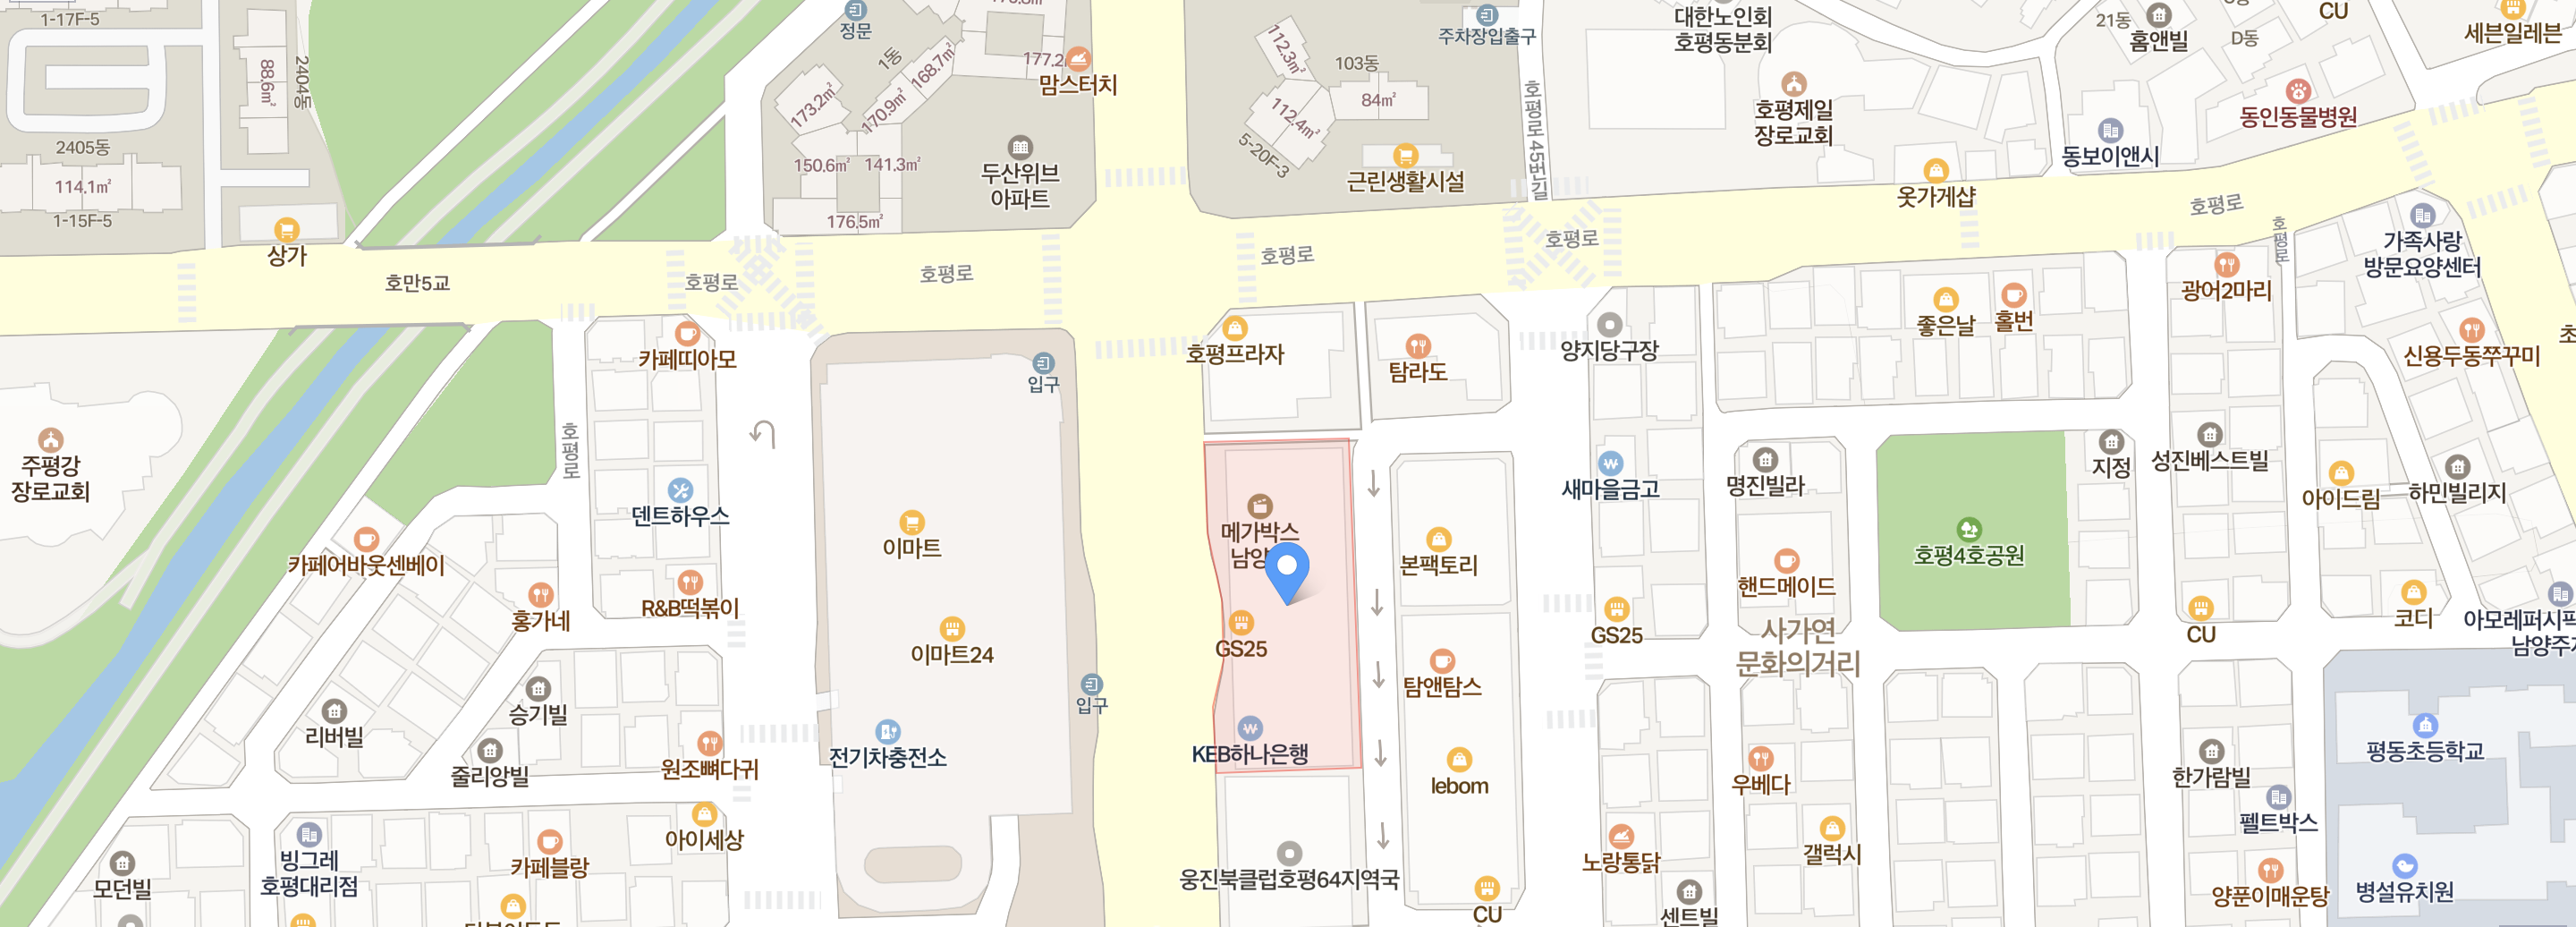 1-17F-5
88.6㎡
2404동
2405동
114.1㎡
1-15F-5
상가
정문
1동
173.2㎡
170.9㎡
168.7㎡
177.2
150.6㎡
141.3㎡
176.5㎡
맘스터치
두산위브
아파트
112.3㎡
112.4㎡
103동
84㎡
5-20F-3
근린생활시설
주차장입출구
호평로45번길
대한노인회
호평동분회
호평제일
장로교회
21동
홈앤빌
D동
CU
세븐일레븐
동인동물병원
동보이앤시
옷가게샵
호만5교
호평로
호평로
호평로
호평로
호평로
호평로
가족사랑
방문요양센터
광어2마리
신용두동쭈꾸미
초
카페띠아모
입구
호평프라자
탐라도
양지당구장
좋은날
홀번
주평강
장로교회
호평로
덴트하우스
새마을금고
명진빌라
지정
성진베스트빌
아이드림
하민빌리지
카페어바웃센베이
홍가네
R&B떡볶이
이마트
이마트24
메가박스
남양
GS25
본팩토리
핸드메이드
호평4호공원
GS25
사가연
문화의거리
CU
코디
아모레퍼시픽
남양주
리버빌
승기빌
줄리앙빌
원조뼈다귀
전기차충전소
입구
KEB하나은행
탐앤탐스
lebom
우베다
평동초등학교
한가람빌
펠트박스
모던빌
빙그레
호평대리점
카페블랑
아이세상
웅진북클럽호평64지역국
CU
노랑통닭
센트빌
갤럭시
양푼이매운탕
병설유치원